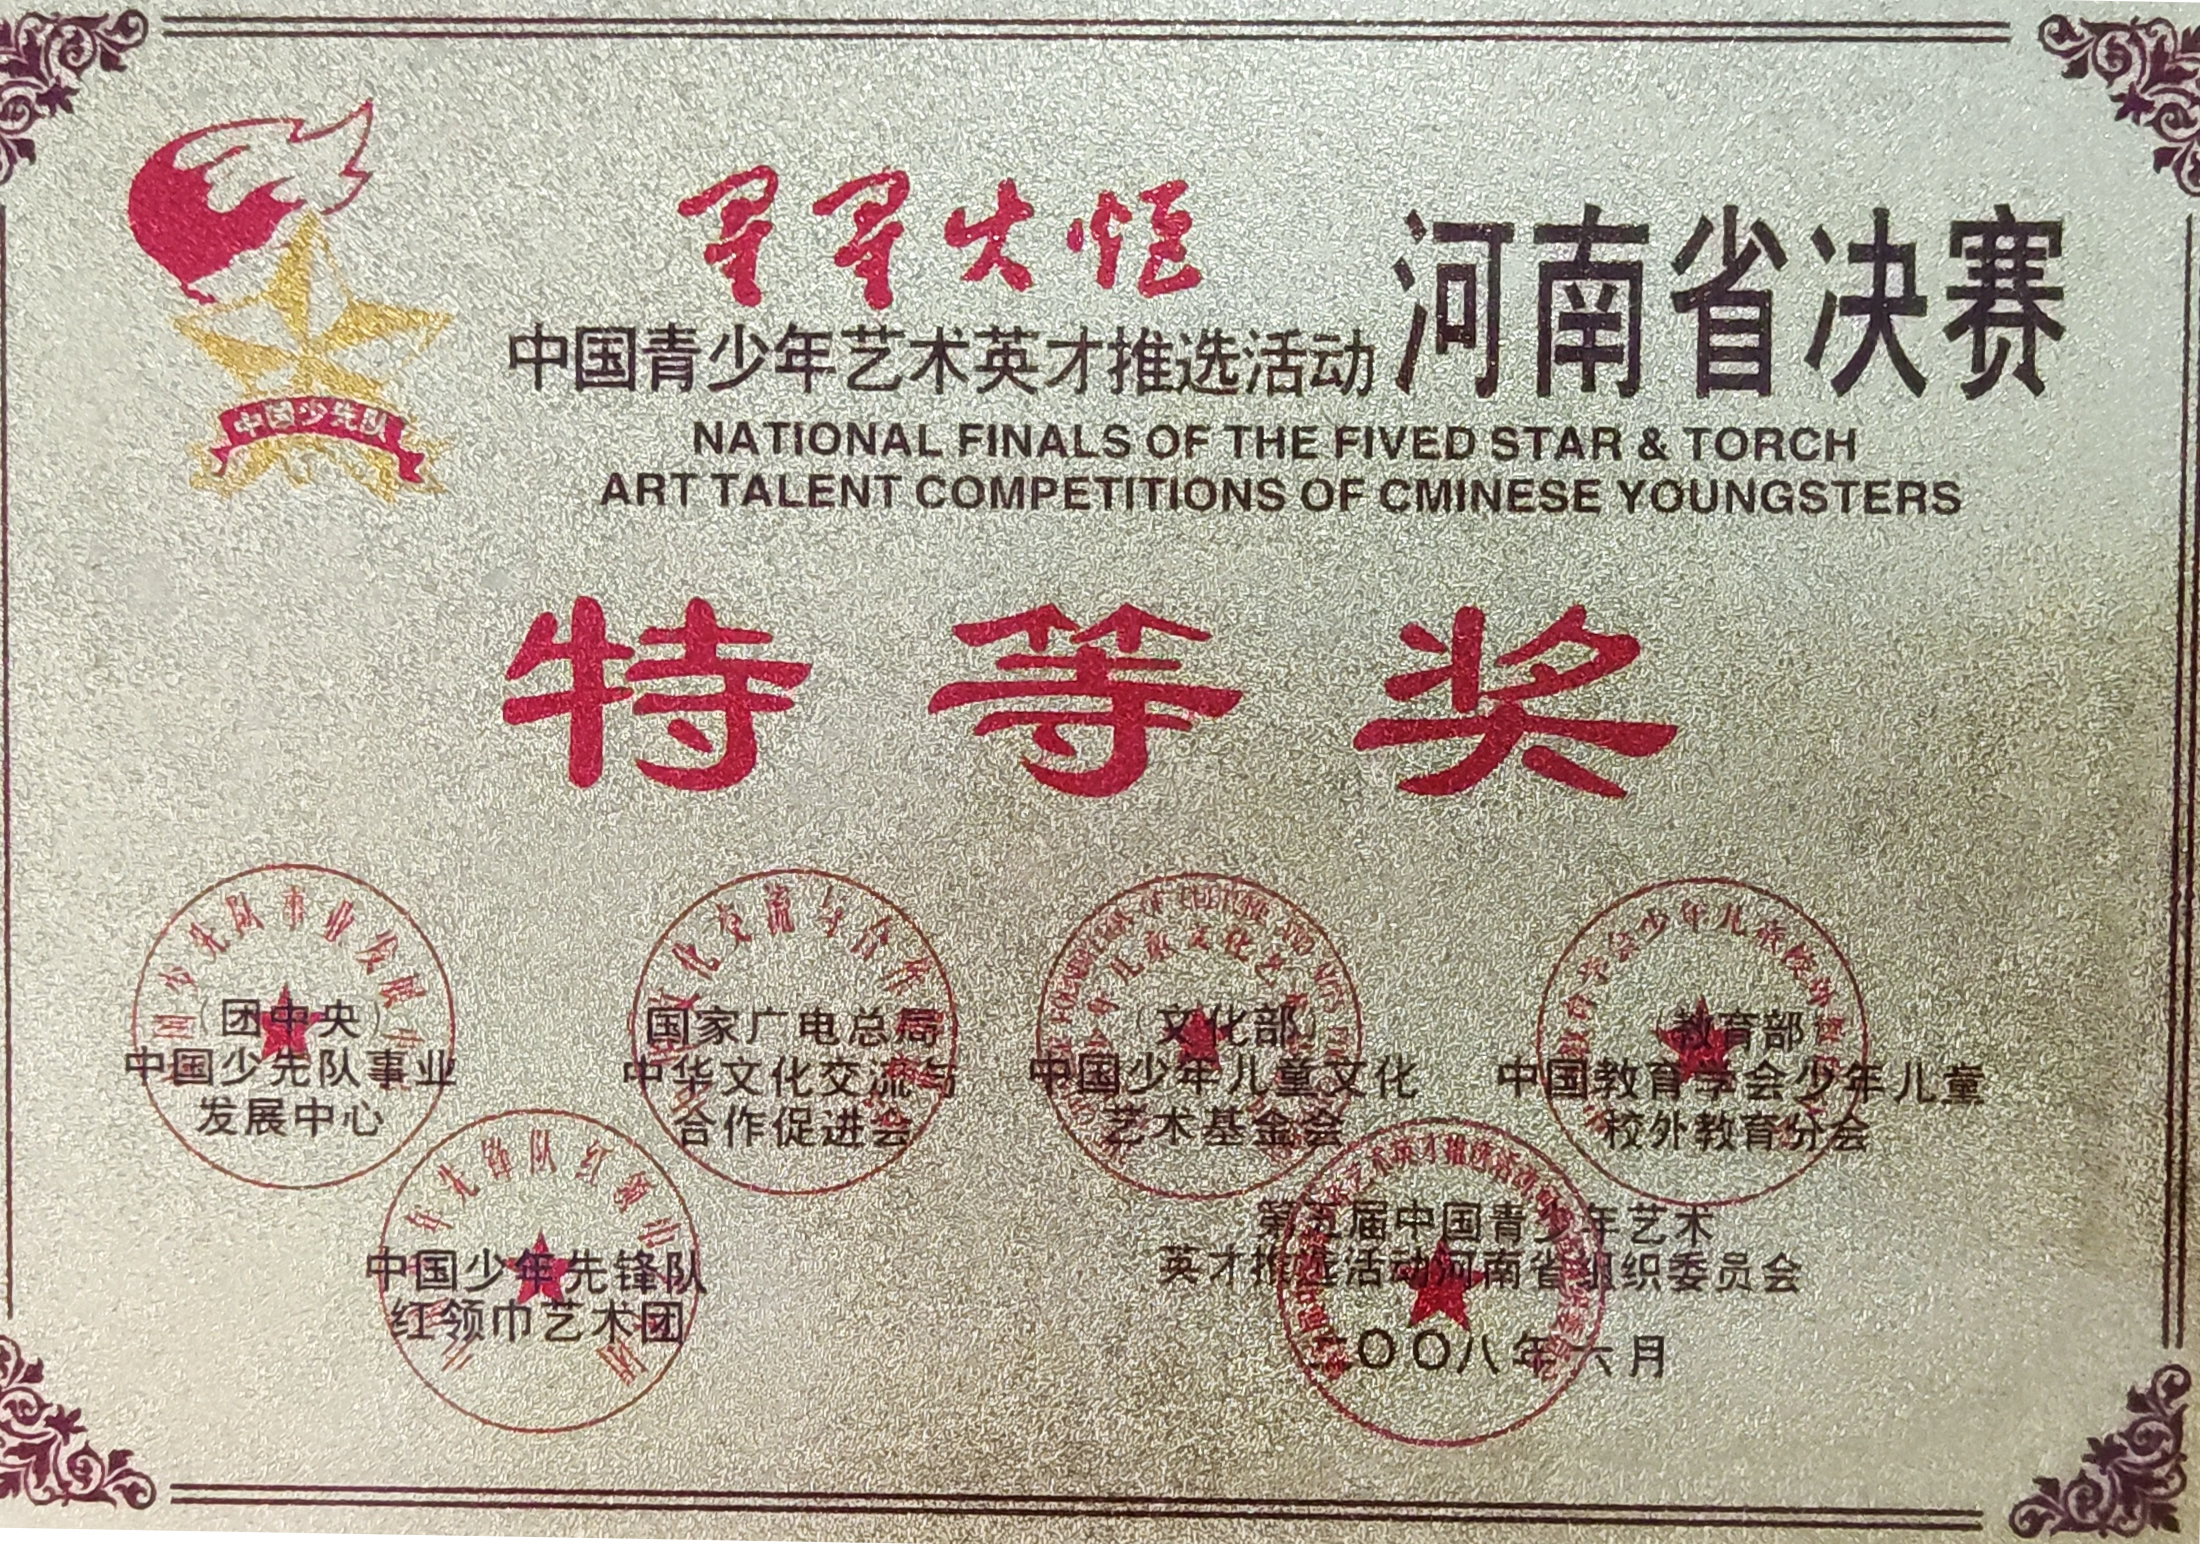 星星火炬
中国青少年艺术英才推选活动 河南省决赛
NATIONAL FINALS OF THE FIVED STAR & TORCH
ART TALENT COMPETITIONS OF CMINESE YOUNGSTERS
中国少先队
特等奖
(团中央)
中国少先队事业
发展中心
国家广电总局
中华文化交流与
合作促进会
(文化部)
中国少年儿童文化
艺术基金会
(教育部)
中国教育学会少年儿童
校外教育分会
中国少年先锋队
红领巾艺术团
第五届中国青少年艺术
英才推选活动河南省组织委员会
二〇〇八年六月